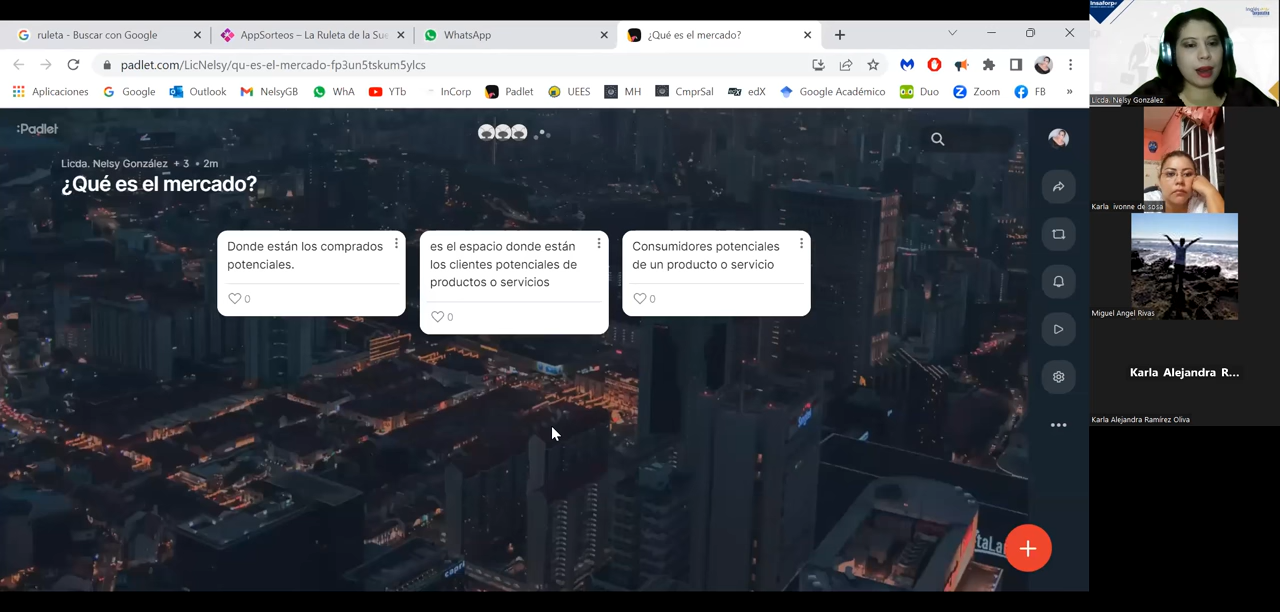 ruleta - Buscar con Google
AppSorteos – La Ruleta de la Sue
WhatsApp
¿Qué es el mercado?
padlet.com/LicNelsy/qu-es-el-mercado-fp3un5tskum5ylcs
Aplicaciones
Google
Outlook
NelsyGB
WhA
YTb
InCorp
Padlet
UEES
MH
CmprSal
edX
Google Académico
Duo
Zoom
FB
»
:Padlet
Licda. Nelsy González + 3 • 2m
¿Qué es el mercado?
Donde están los comprados
potenciales.
0
es el espacio donde están
los clientes potenciales de
productos o servicios
0
Consumidores potenciales
de un producto o servicio
0
Insaforp
Licda. Nelsy González
Karla ivonne de sosa
Miguel Angel Rivas
Karla Alejandra R...
Karla Alejandra Ramírez Oliva